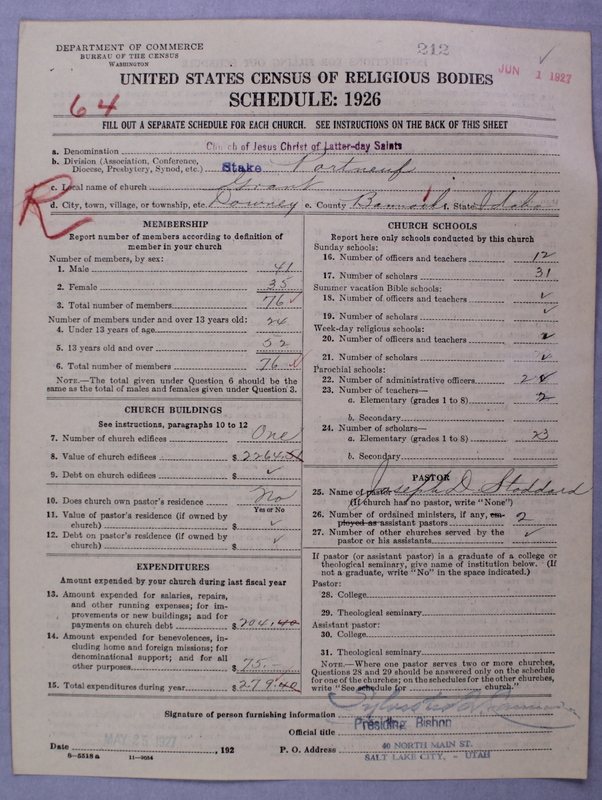 DEPARTMENT OF COMMERCE
BUREAU OF THE CENSUS
WASHINGTON
212
JUN 1 1927
UNITED STATES CENSUS OF RELIGIOUS BODIES
SCHEDULE: 1926
64
FILL OUT A SEPARATE SCHEDULE FOR EACH CHURCH. SEE INSTRUCTIONS ON THE BACK OF THIS SHEET
a. Denomination Church of Jesus Christ of Latter-day Saints
b. Division (Association, Conference, Diocese, Presbytery, Synod, etc.) Stake Portneuf
c. Local name of church Grant
R
d. City, town, village, or township, etc. Downey e. County Bannock f. State Idaho
MEMBERSHIP
Report number of members according to definition of
member in your church
Number of members, by sex:
1. Male 41
2. Female 35
3. Total number of members 76 ✓
Number of members under and over 13 years old:
4. Under 13 years of age 24
5. 13 years old and over 52
6. Total number of members 76
NOTE.—The total given under Question 6 should be
same as the total of males and females given under Question 3.
CHURCH BUILDINGS
See instructions, paragraphs 10 to 12
7. Number of church edifices One
8. Value of church edifices $ 2264.
9. Debt on church edifices $ ✓
10. Does church own pastor's residence No
Yes or No
11. Value of pastor's residence (if owned by
church) $ ✓
12. Debt on pastor's residence (if owned by
church) $ ✓
EXPENDITURES
Amount expended by your church during last fiscal year
13. Amount expended for salaries, repairs,
and other running expenses; for im-
provements or new buildings; and for
payments on church debt $ 204.40
14. Amount expended for benevolences, in-
cluding home and foreign missions; for
denominational support; and for all
other purposes $ 75.—
15. Total expenditures during year $ 279.40
CHURCH SCHOOLS
Report here only schools conducted by this church
Sunday schools:
16. Number of officers and teachers 12
17. Number of scholars 31
Summer vacation Bible schools:
18. Number of officers and teachers ✓
19. Number of scholars ✓
Week-day religious schools:
20. Number of officers and teachers
21. Number of scholars
Parochial schools:
22. Number of administrative officers
23. Number of teachers—
a. Elementary (grades 1 to 8) 2
b. Secondary
24. Number of scholars—
a. Elementary (grades 1 to 8) 23
b. Secondary
PASTOR
25. Name of pastor Joseph D. Stoddard
(If church has no pastor, write "None")
26. Number of ordained ministers, if any, em-
ployed as assistant pastors 2
27. Number of other churches served by the
pastor or his assistants ✓
If pastor (or assistant pastor) is a graduate of a college or
theological seminary, give name of institution below. (If
not a graduate, write "No" in the space indicated.)
Pastor:
28. College
29. Theological seminary
Assistant pastor:
30. College
31. Theological seminary
NOTE.—Where one pastor serves two or more churches,
Questions 28 and 29 should be answered only on the schedule
for one of the churches; on the schedules for the other churches,
write "See schedule for church."
Signature of person furnishing information Sylvester Q. Cannon
Official title Presiding Bishop
Date MAY 25 1927, 192 P. O. Address 40 NORTH MAIN ST.
SALT LAKE CITY, - UTAH
6-5518 a 11-9054